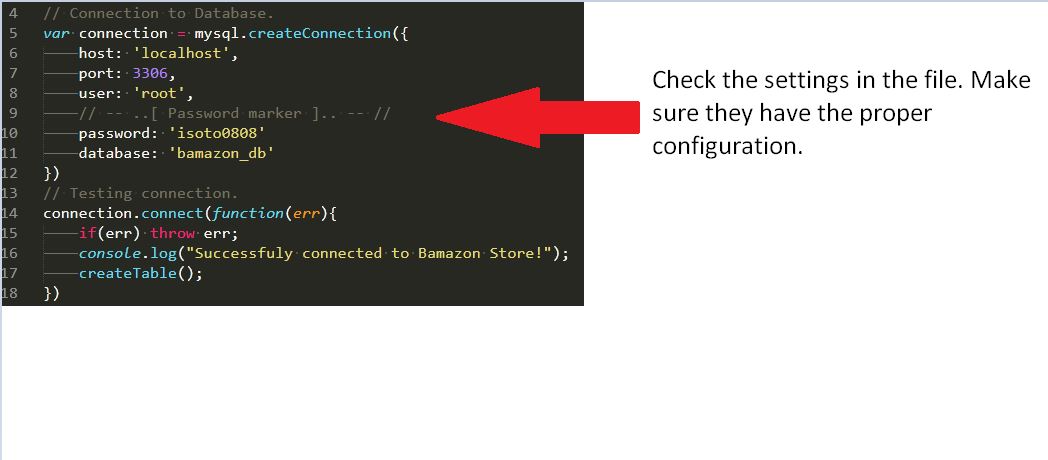 4 // Connection to Database.
5 var connection = mysql.createConnection({
6 host: 'localhost',
7 port: 3306,
8 user: 'root',
9 // -- ..[ Password marker ].. -- //
10 password: 'isoto0808'
11 database: 'bamazon_db'
12 })
13 // Testing connection.
14 connection.connect(function(err){
15 if(err) throw err;
16 console.log("Successfuly connected to Bamazon Store!");
17 createTable();
18 })
Check the settings in the file. Make
sure they have the proper
configuration.